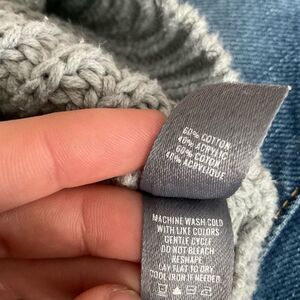 60% COTTON
40% ACRYLIC
60% COTON
40% ACRYLIQUE
MACHINE WASH COLD
WITH LIKE COLORS
GENTLE CYCLE
DO NOT BLEACH
RESHAPE
LAY FLAT TO DRY
COOL IRON IF NEEDED